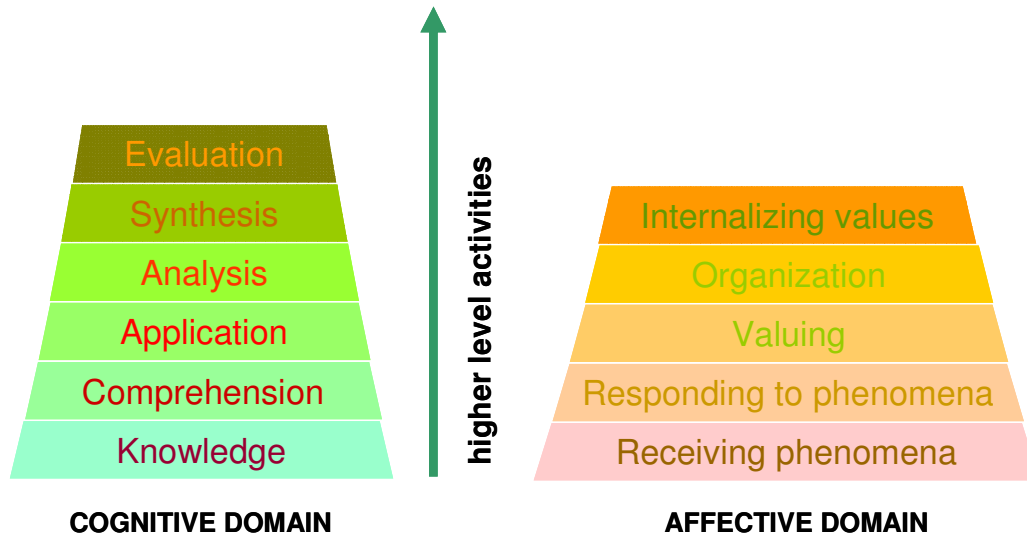 Evaluation
Synthesis
Analysis
Application
Comprehension
Knowledge
COGNITIVE DOMAIN
higher level activities
Internalizing values
Organization
Valuing
Responding to phenomena
Receiving phenomena
AFFECTIVE DOMAIN